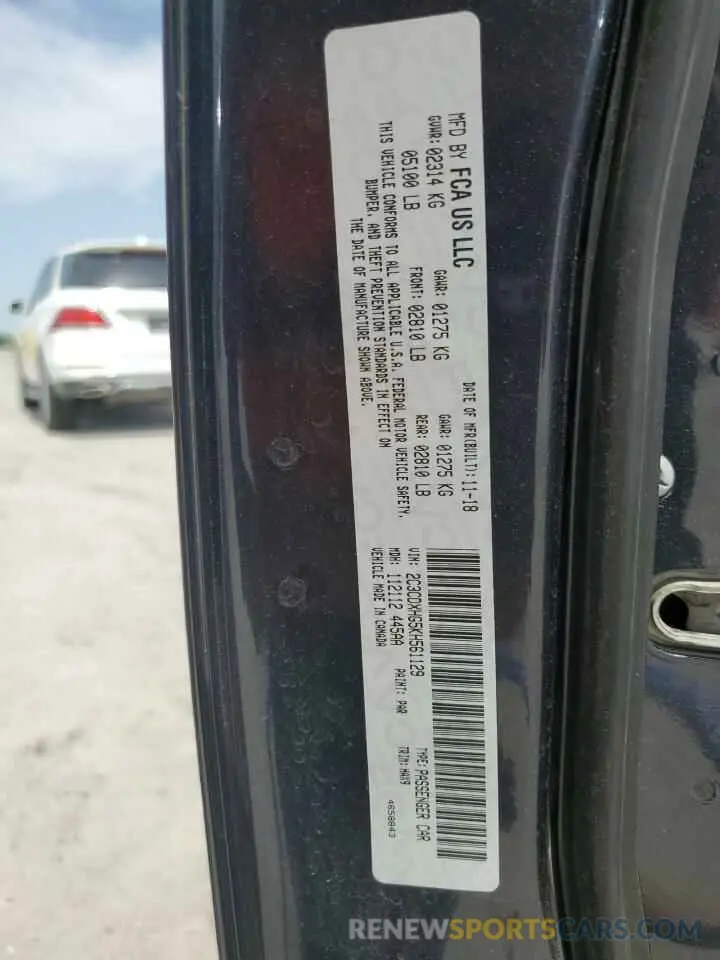 MFD BY FCA US LLC
DATE OF MFR(BUILT): 11-18
GVWR: 02314 KG
GAWR: 01275 KG
GAWR: 01275 KG
05100 LB
FRONT: 02810 LB
REAR: 02810 LB
THIS VEHICLE CONFORMS TO ALL APPLICABLE U.S.A. FEDERAL MOTOR VEHICLE SAFETY,
BUMPER, AND THEFT PREVENTION STANDARDS IN EFFECT ON
THE DATE OF MANUFACTURE SHOWN ABOVE.
VIN: 2C3CDXHG5KH561129
TYPE: PASSENGER CAR
MDH: 112112 445AA
PAINT: PAR
TRIM: HAX9
VEHICLE MADE IN CANADA
4658843
RENEWSPORTSCARS.COM